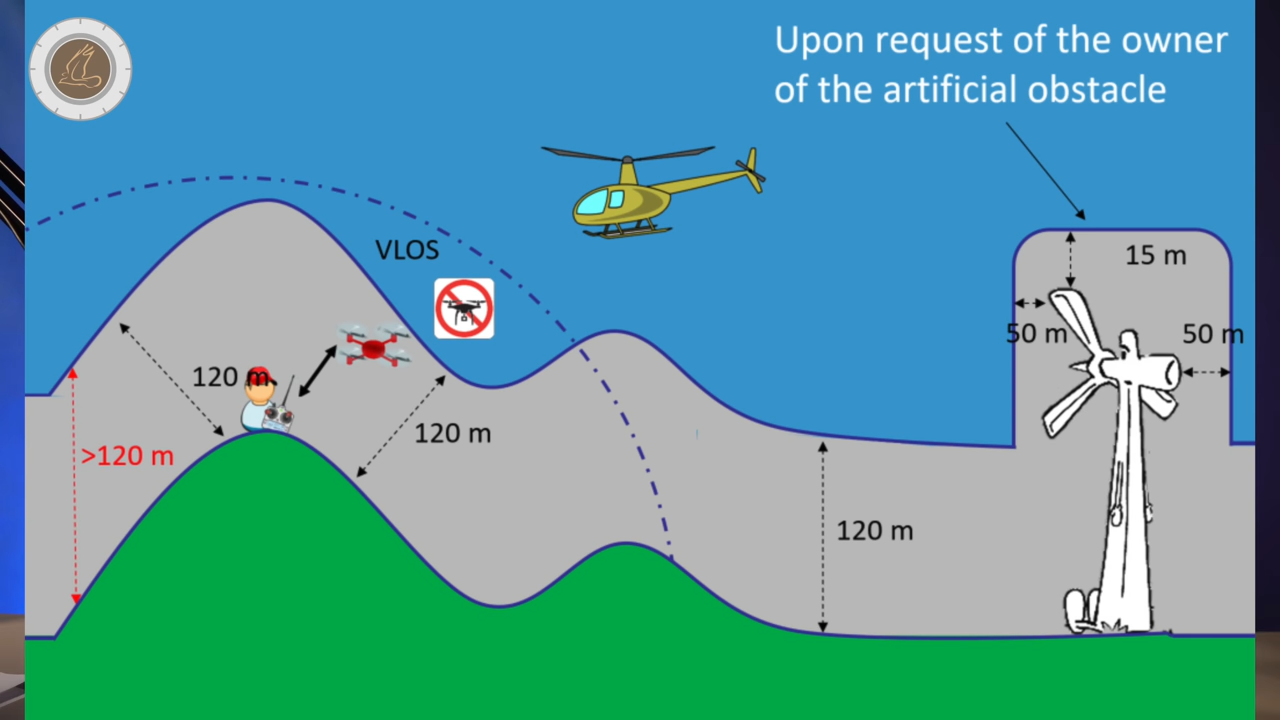 Upon request of the owner
of the artificial obstacle
VLOS
15 m
50 m
50 m
120 m
120 m
>120 m
120 m